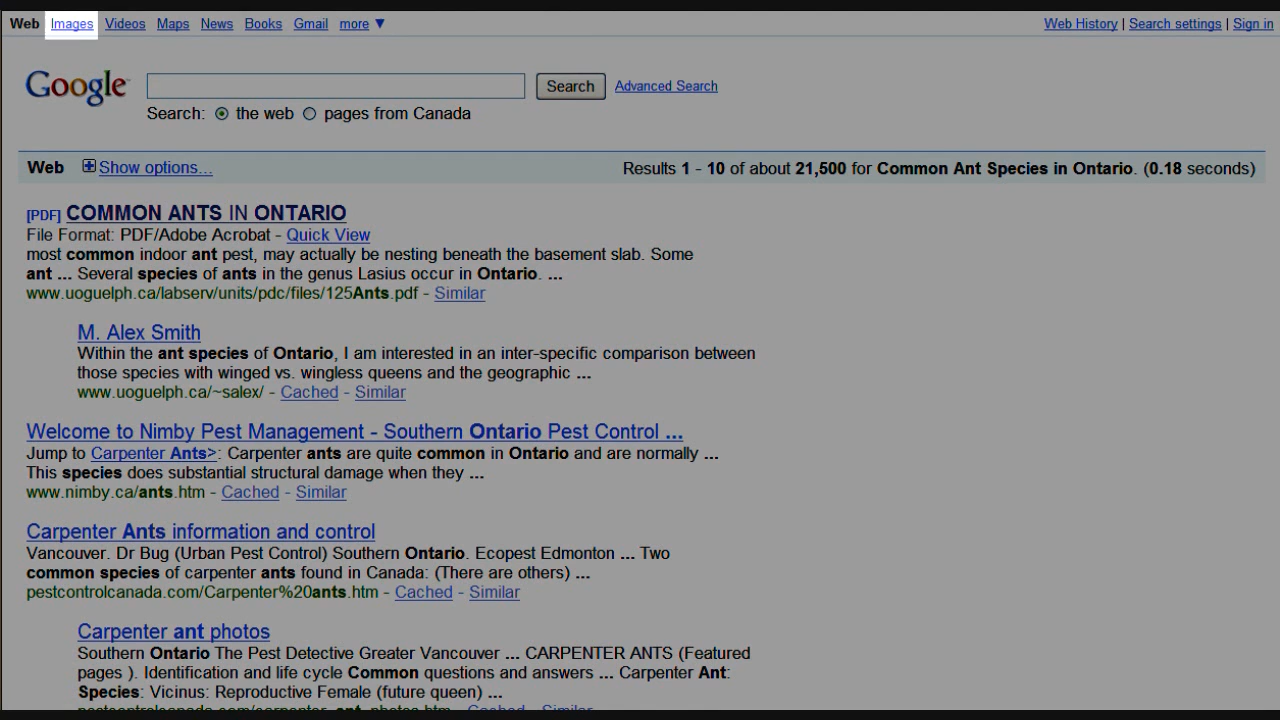 Web Images Videos Maps News Books Gmail more ▼ Web History | Search settings | Sign in
Google Search Advanced Search
Search: the web pages from Canada
Web Show options... Results 1 - 10 of about 21,500 for Common Ant Species in Ontario. (0.18 seconds)
[PDF] COMMON ANTS IN ONTARIO
File Format: PDF/Adobe Acrobat - Quick View
most common indoor ant pest, may actually be nesting beneath the basement slab. Some
ant ... Several species of ants in the genus Lasius occur in Ontario. ...
www.uoguelph.ca/labserv/units/pdc/files/125Ants.pdf - Similar
M. Alex Smith
Within the ant species of Ontario, I am interested in an inter-specific comparison between
those species with winged vs. wingless queens and the geographic ...
www.uoguelph.ca/~salex/ - Cached - Similar
Welcome to Nimby Pest Management - Southern Ontario Pest Control ...
Jump to Carpenter Ants>: Carpenter ants are quite common in Ontario and are normally ...
This species does substantial structural damage when they ...
www.nimby.ca/ants.htm - Cached - Similar
Carpenter Ants information and control
Vancouver. Dr Bug (Urban Pest Control) Southern Ontario. Ecopest Edmonton ... Two
common species of carpenter ants found in Canada: (There are others) ...
pestcontrolcanada.com/Carpenter%20ants.htm - Cached - Similar
Carpenter ant photos
Southern Ontario The Pest Detective Greater Vancouver ... CARPENTER ANTS (Featured
pages ). Identification and life cycle Common questions and answers ... Carpenter Ant:
Species: Vicinus: Reproductive Female (future queen) ...
pestcontrolcanada.com/carpenter_ant_photos.htm - Cached - Similar